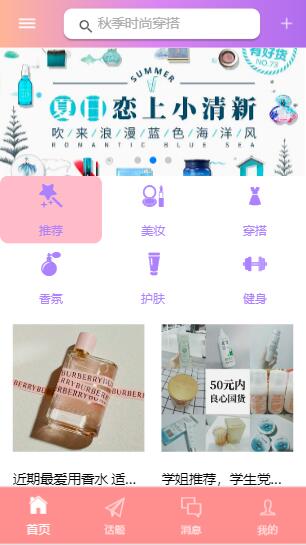 秋季时尚穿搭
有好货
NO.73
SUMMER
夏日恋上小清新
吹/来/浪/漫/蓝/色/海/洋/风
ROMANTIC BLUE SEA
推荐
美妆
穿搭
香氛
护肤
健身
BURBERRY
50元内
良心国货
近期最爱用香水 适...
学姐推荐，学生党...
首页
话题
消息
我的